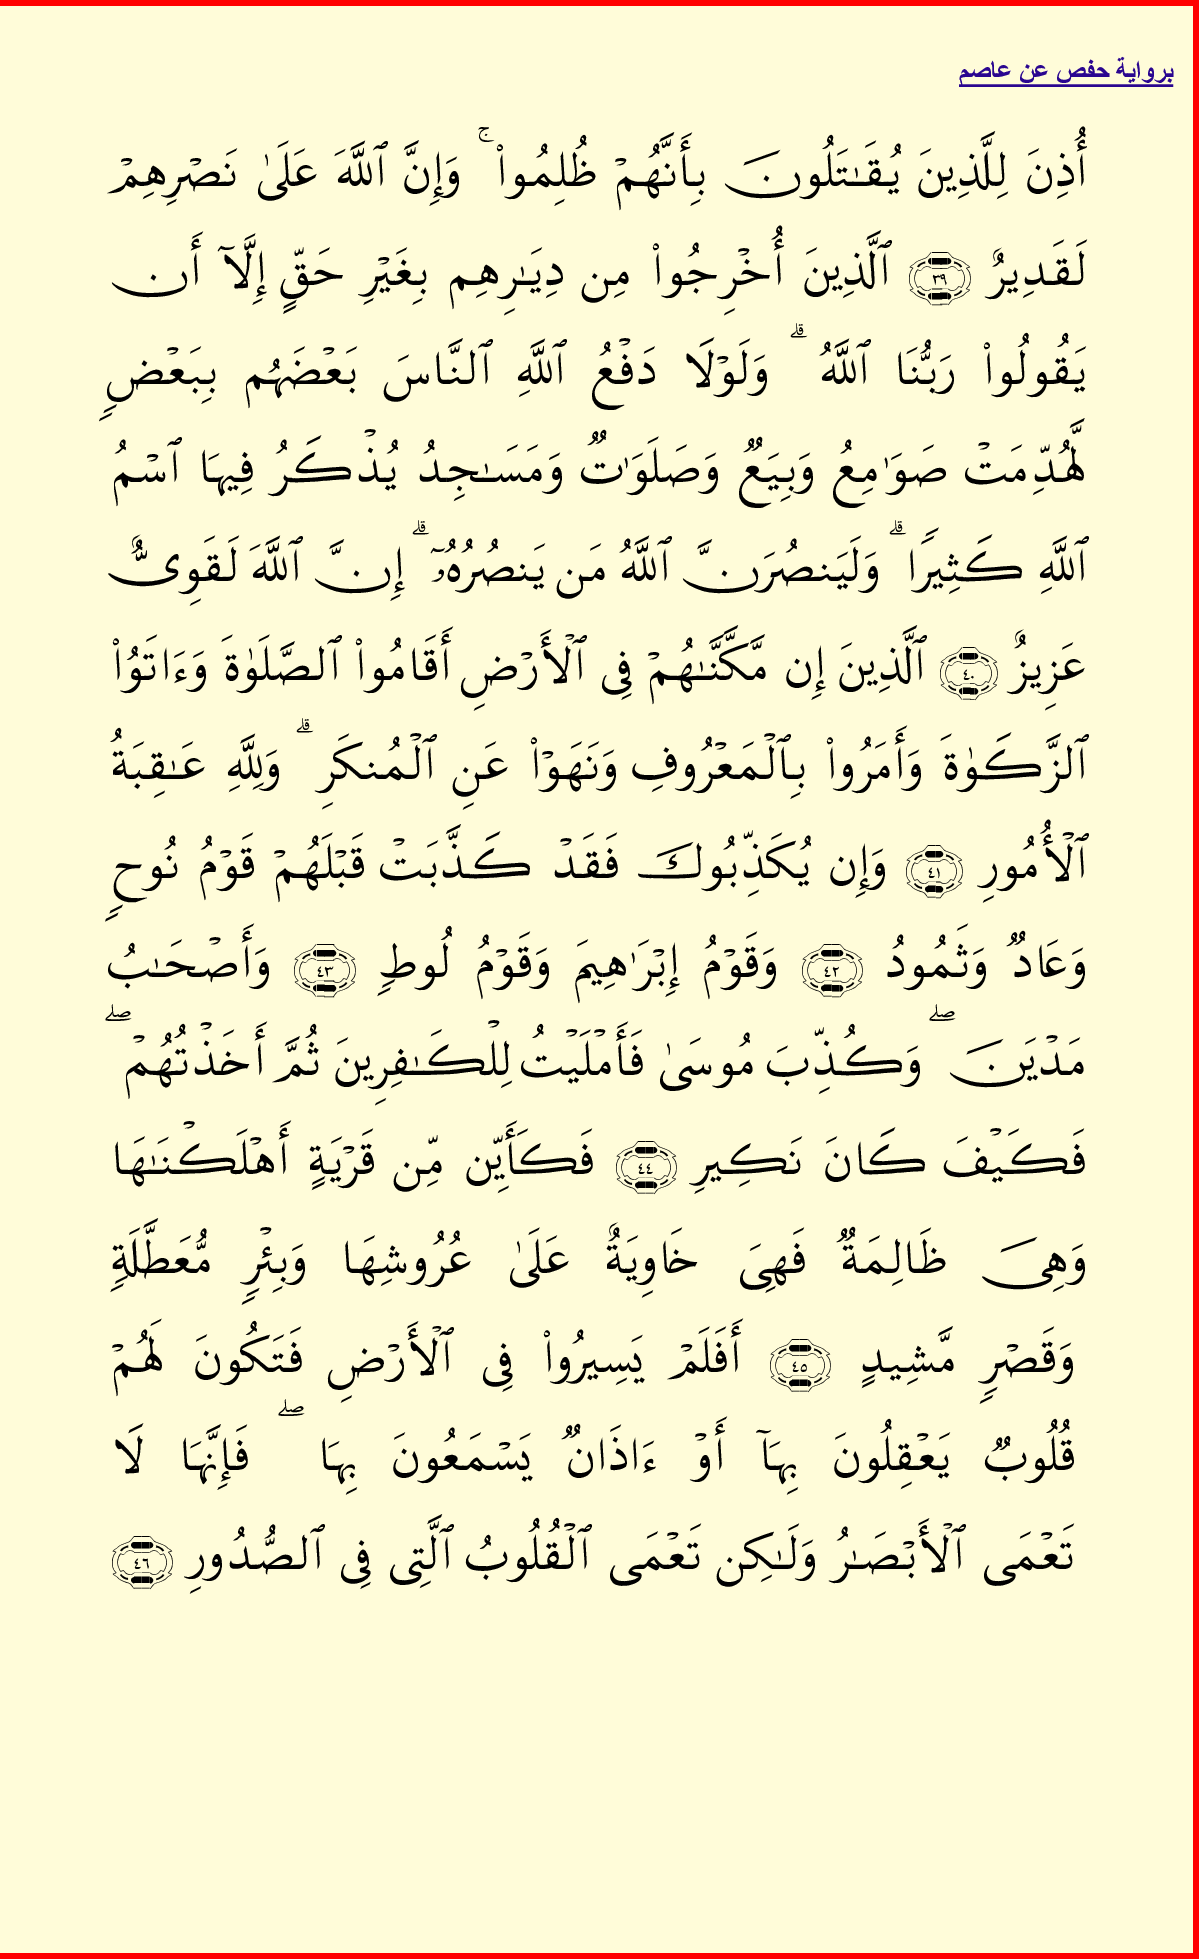 برواية حفص عن عاصم
أُذِنَ لِلَّذِينَ يُقَـٰتَلُونَ بِأَنَّهُمْ ظُلِمُوا۟ ۚ وَإِنَّ ٱللَّهَ عَلَىٰ نَصْرِهِمْ
لَقَدِيرٌ ٣٩ ٱلَّذِينَ أُخْرِجُوا۟ مِن دِيَـٰرِهِم بِغَيْرِ حَقٍّ إِلَّآ أَن
يَقُولُوا۟ رَبُّنَا ٱللَّهُ ۗ وَلَوْلَا دَفْعُ ٱللَّهِ ٱلنَّاسَ بَعْضَهُم بِبَعْضٍ
لَّهُدِّمَتْ صَوَٰمِعُ وَبِيَعٌ وَصَلَوَٰتٌ وَمَسَـٰجِدُ يُذْكَرُ فِيهَا ٱسْمُ
ٱللَّهِ كَثِيرًا ۗ وَلَيَنصُرَنَّ ٱللَّهُ مَن يَنصُرُهُۥٓ ۗ إِنَّ ٱللَّهَ لَقَوِىٌّ
عَزِيزٌ ٤٠ ٱلَّذِينَ إِن مَّكَّنَّـٰهُمْ فِى ٱلْأَرْضِ أَقَامُوا۟ ٱلصَّلَوٰةَ وَءَاتَوُا۟
ٱلزَّكَوٰةَ وَأَمَرُوا۟ بِٱلْمَعْرُوفِ وَنَهَوْا۟ عَنِ ٱلْمُنكَرِ ۗ وَلِلَّهِ عَـٰقِبَةُ
ٱلْأُمُورِ ٤١ وَإِن يُكَذِّبُوكَ فَقَدْ كَذَّبَتْ قَبْلَهُمْ قَوْمُ نُوحٍ
وَعَادٌ وَثَمُودُ ٤٢ وَقَوْمُ إِبْرَٰهِيمَ وَقَوْمُ لُوطٍ ٤٣ وَأَصْحَـٰبُ
مَدْيَنَ ۖ وَكُذِّبَ مُوسَىٰ فَأَمْلَيْتُ لِلْكَـٰفِرِينَ ثُمَّ أَخَذْتُهُمْ ۖ
فَكَيْفَ كَانَ نَكِيرِ ٤٤ فَكَأَيِّن مِّن قَرْيَةٍ أَهْلَكْنَـٰهَا
وَهِىَ ظَالِمَةٌ فَهِىَ خَاوِيَةٌ عَلَىٰ عُرُوشِهَا وَبِئْرٍ مُّعَطَّلَةٍ
وَقَصْرٍ مَّشِيدٍ ٤٥ أَفَلَمْ يَسِيرُوا۟ فِى ٱلْأَرْضِ فَتَكُونَ لَهُمْ
قُلُوبٌ يَعْقِلُونَ بِهَآ أَوْ ءَاذَانٌ يَسْمَعُونَ بِهَا ۖ فَإِنَّهَا لَا
تَعْمَى ٱلْأَبْصَـٰرُ وَلَـٰكِن تَعْمَى ٱلْقُلُوبُ ٱلَّتِى فِى ٱلصُّدُورِ ٤٦